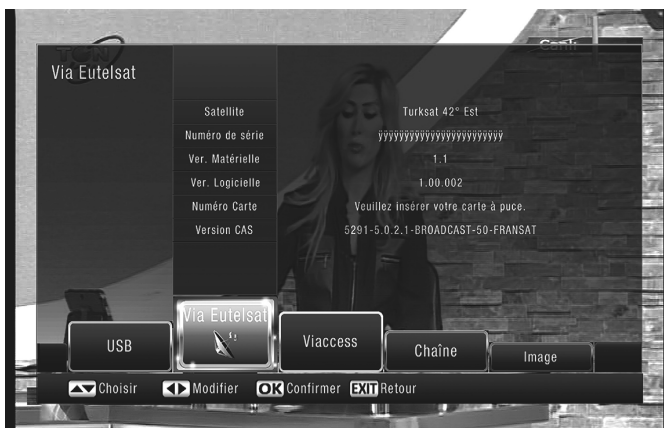 Canlı
Via Eutelsat
Satellite Turksat 42° Est
Numéro de série ÿÿÿÿÿÿÿÿÿÿÿÿÿÿÿÿÿÿÿÿÿÿÿÿ
Ver. Matérielle 1.1
Ver. Logicielle 1.00.002
Numéro Carte Veuillez insérer votre carte à puce.
Version CAS 5291-5.0.2.1-BROADCAST-50-FRANSAT
USB
Via Eutelsat
Viaccess
Chaîne
Image
Choisir Modifier OK Confirmer EXIT Retour